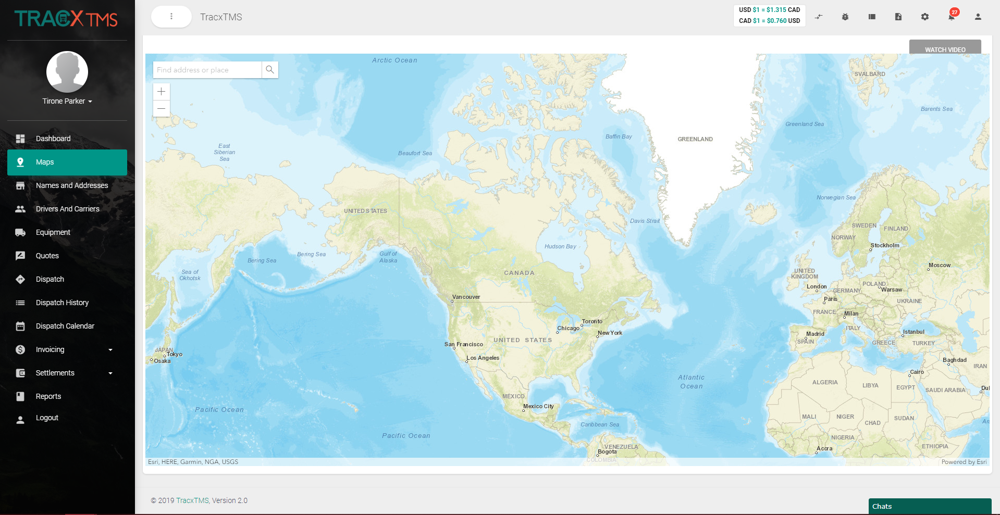 TRACX TMS
Tirone Parker
Dashboard
Maps
Names and Addresses
Drivers And Carriers
Equipment
Quotes
Dispatch
Dispatch History
Dispatch Calendar
Invoicing
Settlements
Reports
Logout
TracxTMS
USD $1 = $1.315 CAD
CAD $1 = $0.760 USD
27
WATCH VIDEO
Find address or place
Arctic Ocean
SVALBARD
Barents Sea
Greenland Sea
Baffin Bay
GREENLAND
East
Siberian
Sea
Beaufort Sea
Norwegian Sea
UNITED STATES
Davis Strait
SWEDEN
FINLAND
NORWAY
Stockholm
Hudson Bay
Bering Sea
Bering Sea
Gulf of
Alaska
Sea of
Okhotsk
CANADA
Moscow
UNITED
KINGDOM
London
GERMANY
POLAND
Warsaw
Vancouver
Paris
UKRAINE
FRANCE
Milan
Toronto
Chicago
New York
ITALY
Madrid
SPAIN
Istanbul
GREECE
TURKEY
UNITED STATES
San Francisco
Los Angeles
JAPAN
Tokyo
Osaka
Baghdad
IRAN
Cairo
Atlantic
Ocean
ALGERIA
LIBYA
EGYPT
SAUDI ARABIA
Dul
MÉXICO
Mexico City
Pacific Ocean
MALI
NIGER
CHAD
SUDAN
Ar
Caribbean Sea
Pacific Ocean
NIGERIA
VENEZUELA
Bogota
Accra
ETHIOPIA
COLOMBIA
Esri, HERE, Garmin, NGA, USGS
Powered by Esri
© 2019 TracxTMS, Version 2.0
Chats